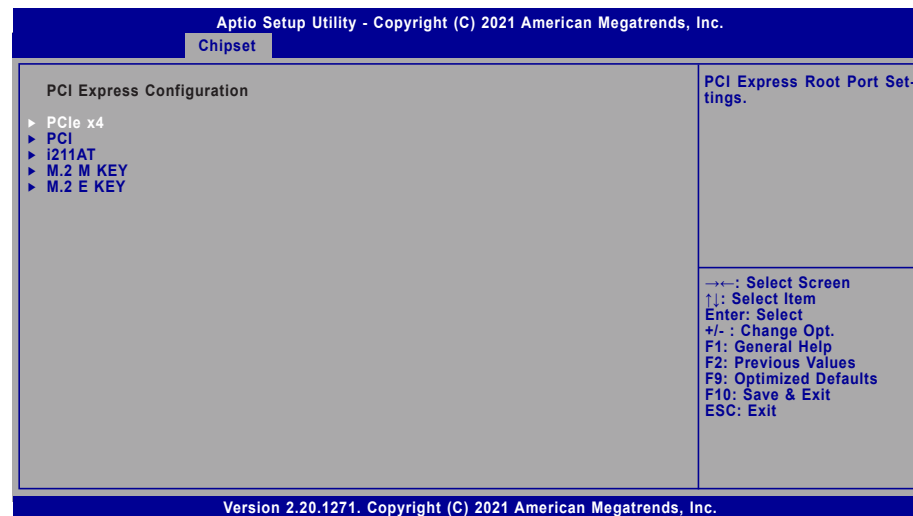 Aptio Setup Utility - Copyright (C) 2021 American Megatrends, Inc.
Chipset
PCI Express Configuration
▶ PCIe x4
▶ PCI
▶ i211AT
▶ M.2 M KEY
▶ M.2 E KEY
PCI Express Root Port Set-
tings.
→←: Select Screen
↑↓: Select Item
Enter: Select
+/- : Change Opt.
F1: General Help
F2: Previous Values
F9: Optimized Defaults
F10: Save & Exit
ESC: Exit
Version 2.20.1271. Copyright (C) 2021 American Megatrends, Inc.